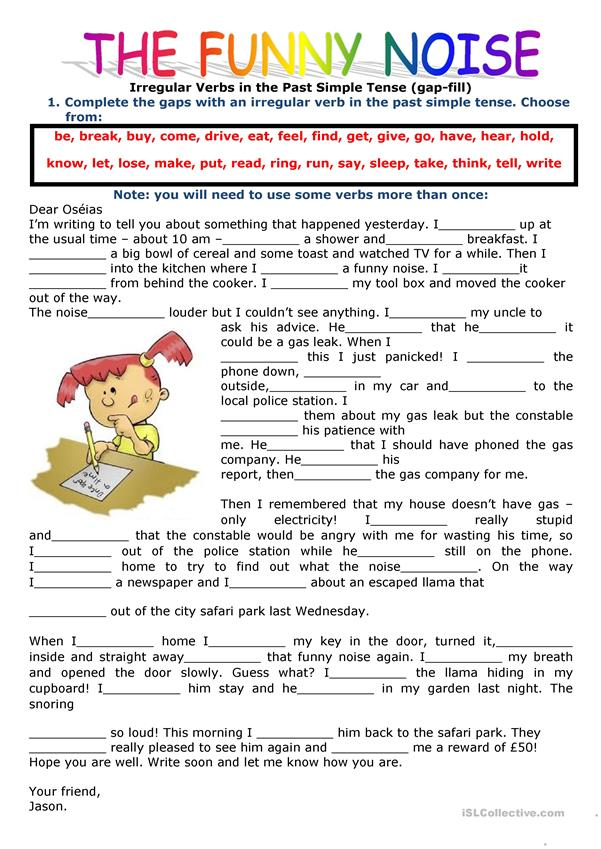 THE FUNNY NOISE
Irregular Verbs in the Past Simple Tense (gap-fill)
1. Complete the gaps with an irregular verb in the past simple tense. Choose
from:
be, break, buy, come, drive, eat, feel, find, get, give, go, have, hear, hold,
know, let, lose, make, put, read, ring, run, say, sleep, take, think, tell, write
Note: you will need to use some verbs more than once:
Dear Oséias
I'm writing to tell you about something that happened yesterday. I__________ up at
the usual time – about 10 am –__________ a shower and__________ breakfast. I
__________ a big bowl of cereal and some toast and watched TV for a while. Then I
__________ into the kitchen where I __________ a funny noise. I __________it
__________ from behind the cooker. I __________ my tool box and moved the cooker
out of the way.
The noise__________ louder but I couldn't see anything. I__________ my uncle to
ask his advice. He__________ that he__________ it
could be a gas leak. When I
__________ this I just panicked! I __________ the
phone down, __________
outside,__________ in my car and__________ to the
local police station. I
__________ them about my gas leak but the constable
__________ his patience with
me. He__________ that I should have phoned the gas
company. He__________ his
report, then__________ the gas company for me.
Then I remembered that my house doesn't have gas –
only electricity! I__________ really stupid
and__________ that the constable would be angry with me for wasting his time, so
I__________ out of the police station while he__________ still on the phone.
I__________ home to try to find out what the noise__________. On the way
I__________ a newspaper and I__________ about an escaped llama that
__________ out of the city safari park last Wednesday.
When I__________ home I__________ my key in the door, turned it,__________
inside and straight away__________ that funny noise again. I__________ my breath
and opened the door slowly. Guess what? I__________ the llama hiding in my
cupboard! I__________ him stay and he__________ in my garden last night. The
snoring
__________ so loud! This morning I __________ him back to the safari park. They
__________ really pleased to see him again and __________ me a reward of £50!
Hope you are well. Write soon and let me know how you are.
Your friend,
Jason.
iSLCollective.com